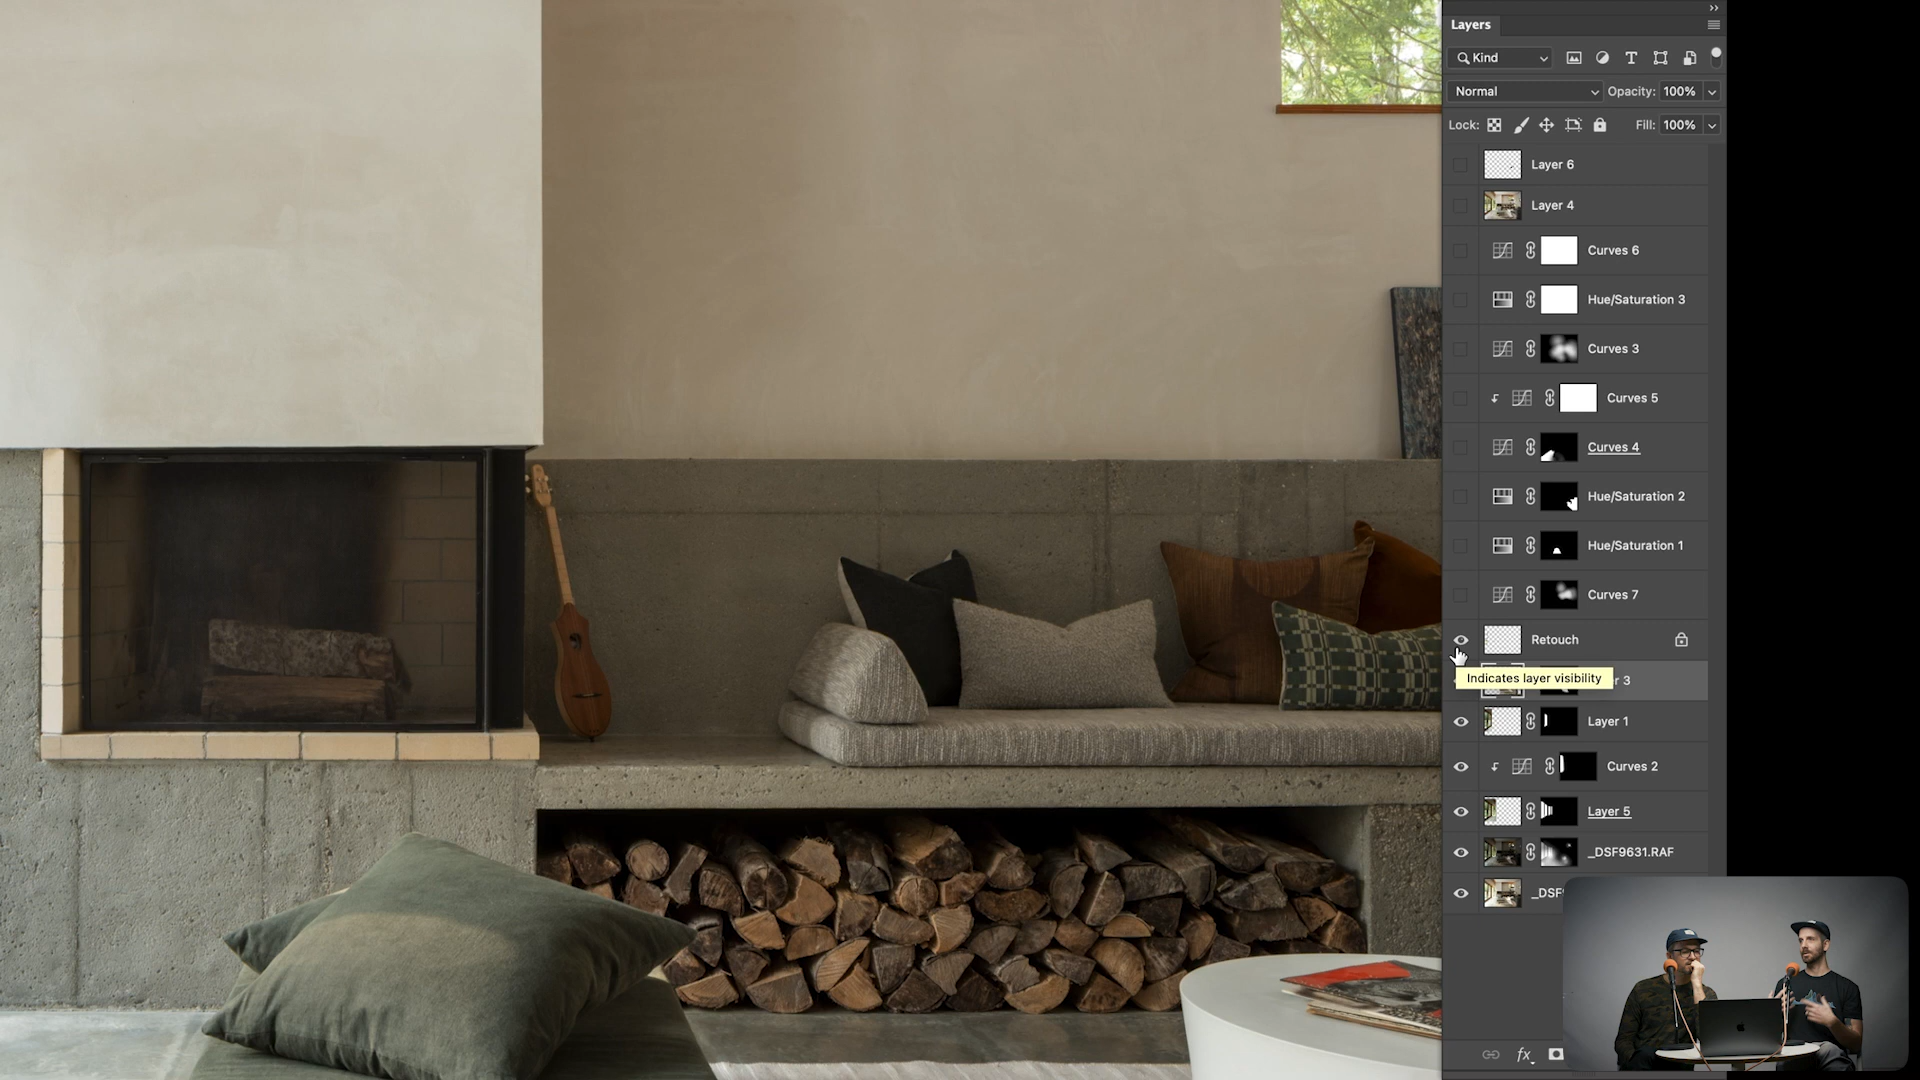 Layers
Kind
Normal
Opacity: 100%
Lock:
Fill: 100%
Layer 6
Layer 4
Curves 6
Hue/Saturation 3
Curves 3
Curves 5
Curves 4
Hue/Saturation 2
Hue/Saturation 1
Curves 7
Retouch
Indicates layer visibility
r 3
Layer 1
Curves 2
Layer 5
_DSF9631.RAF
_DSF
fx